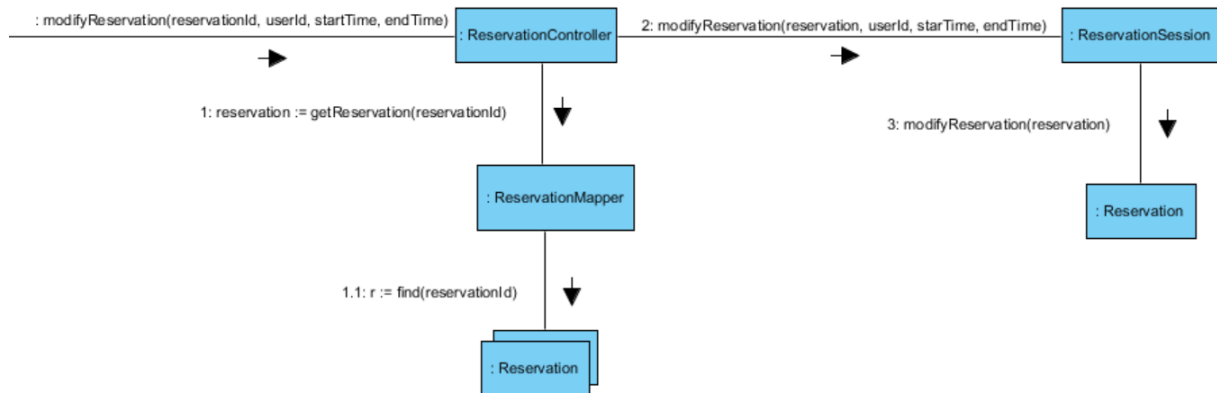 : modifyReservation(reservationId, userId, startTime, endTime)
: ReservationController
2: modifyReservation(reservation, userId, starTime, endTime)
: ReservationSession
1: reservation := getReservation(reservationId)
3: modifyReservation(reservation)
: ReservationMapper
: Reservation
1.1: r := find(reservationId)
: Reservation